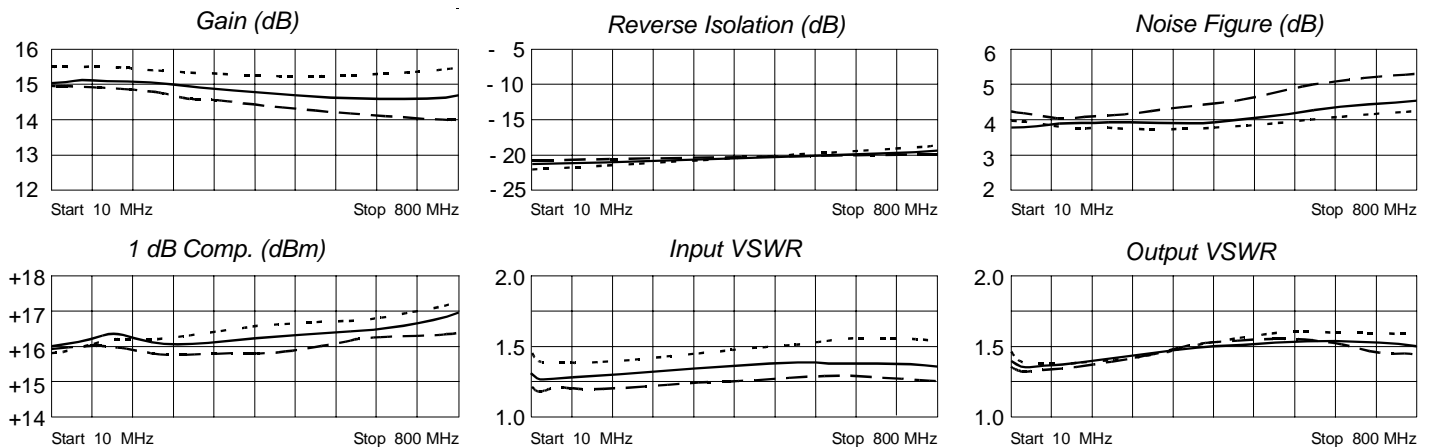 Gain (dB)
16
15
14
13
12
Start 10 MHz
Stop 800 MHz
Reverse Isolation (dB)
- 5
- 10
- 15
- 20
- 25
Start 10 MHz
Stop 800 MHz
Noise Figure (dB)
6
5
4
3
2
Start 10 MHz
Stop 800 MHz
1 dB Comp. (dBm)
+18
+17
+16
+15
+14
Start 10 MHz
Stop 800 MHz
Input VSWR
2.0
1.5
1.0
Start 10 MHz
Stop 800 MHz
Output VSWR
2.0
1.5
1.0
Start 10 MHz
Stop 800 MHz